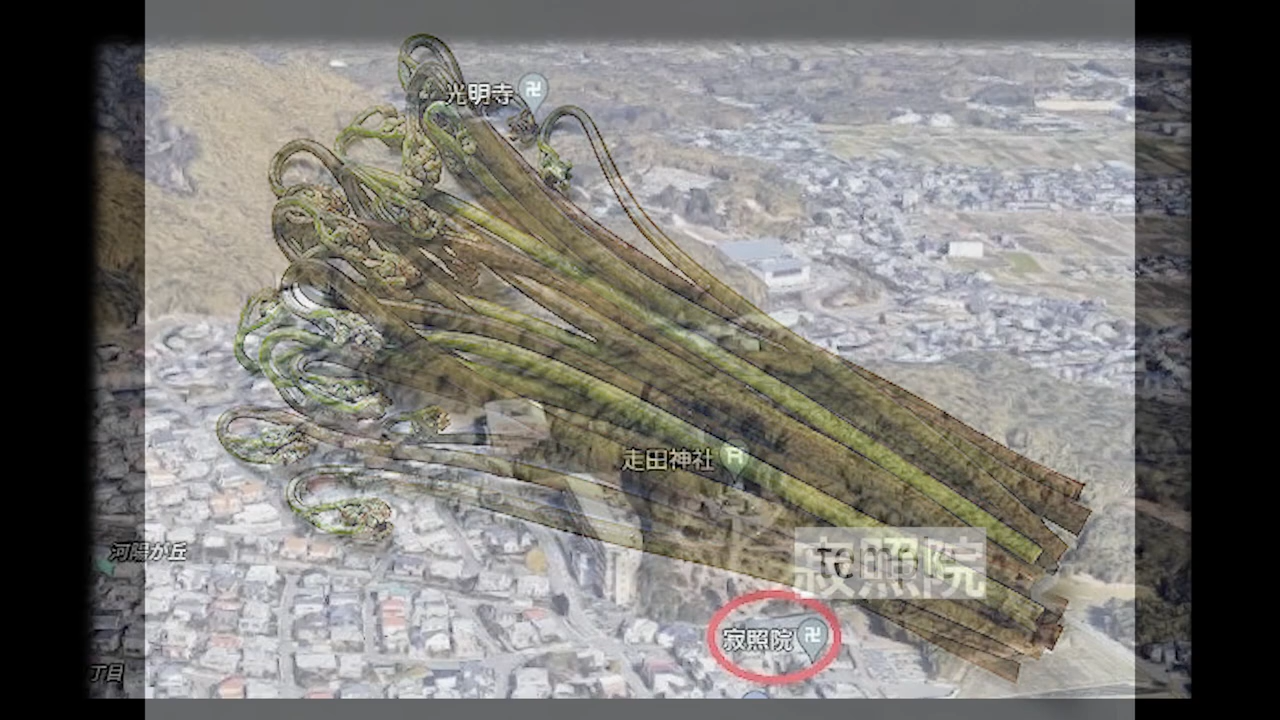 光明寺
走田神社
寂照院
寂照院
河陽が丘
丁目